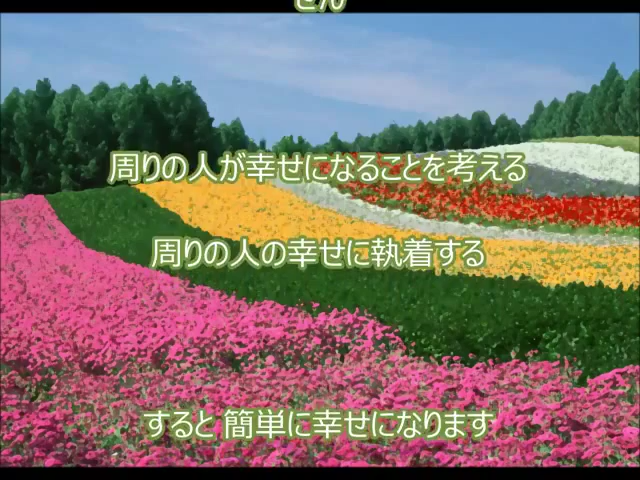 せん
周りの人が幸せになることを考える
周りの人の幸せに執着する
すると 簡単に幸せになります